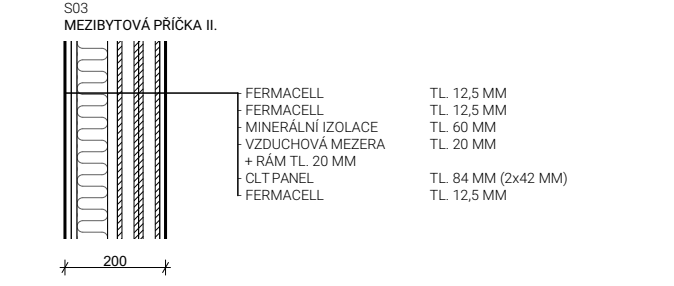 S03
MEZIBYTOVÁ PŘÍČKA II.
FERMACELL TL. 12,5 MM
FERMACELL TL. 12,5 MM
MINERÁLNÍ IZOLACE TL. 60 MM
VZDUCHOVÁ MEZERA TL. 20 MM
+ RÁM TL. 20 MM
CLT PANEL TL. 84 MM (2x42 MM)
FERMACELL TL. 12,5 MM
200